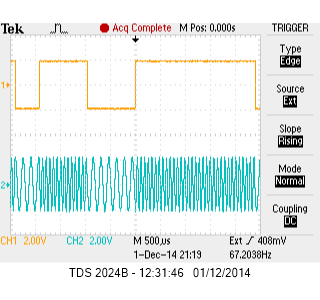 Tek Acq Complete M Pos: 0.000s TRIGGER
Type
Edge
Source
Ext
Slope
Rising
Mode
Normal
Coupling
DC
1
2
CH1 2.00V CH2 2.00V M 500µs Ext 408mV
1-Dec-14 21:19 67.2038Hz
TDS 2024B - 12:31:46 01/12/2014